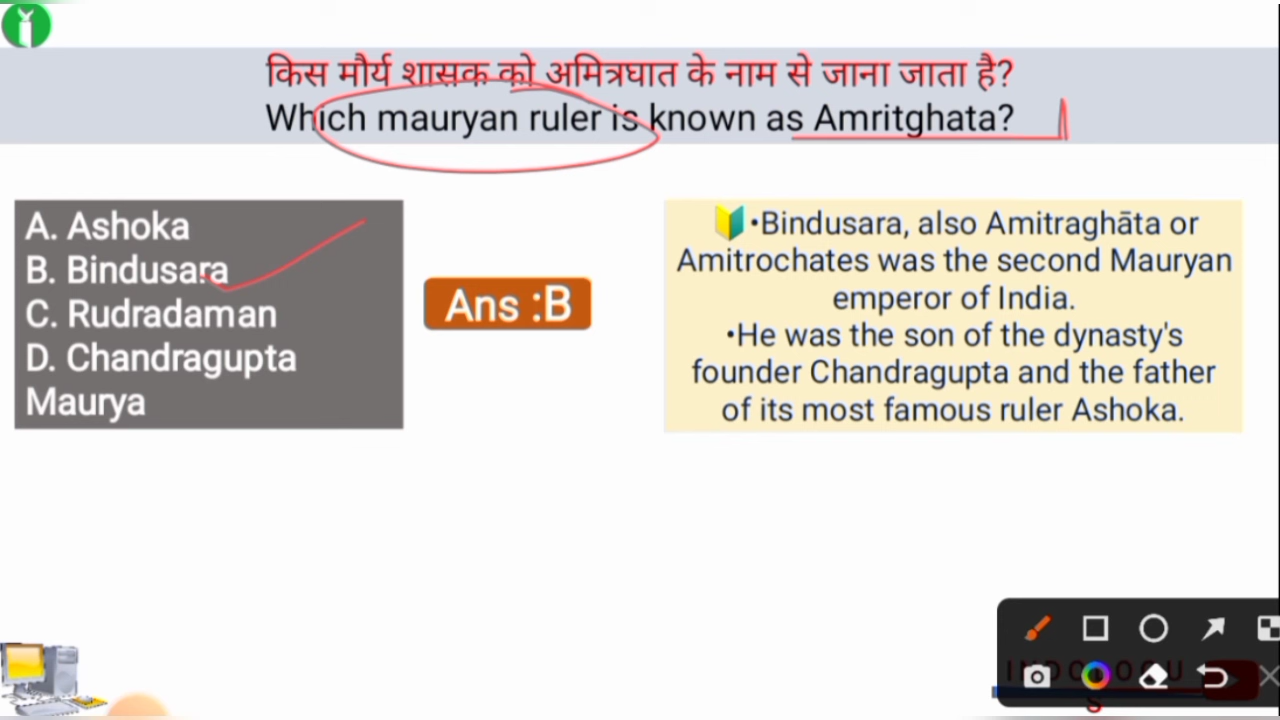 किस मौर्य शासक को अमित्रघात के नाम से जाना जाता है?
Which mauryan ruler is known as Amritghata?
A. Ashoka
B. Bindusara
C. Rudradaman
D. Chandragupta
Maurya
Ans :B
•Bindusara, also Amitraghāta or
Amitrochates was the second Mauryan
emperor of India.
•He was the son of the dynasty's
founder Chandragupta and the father
of its most famous ruler Ashoka.